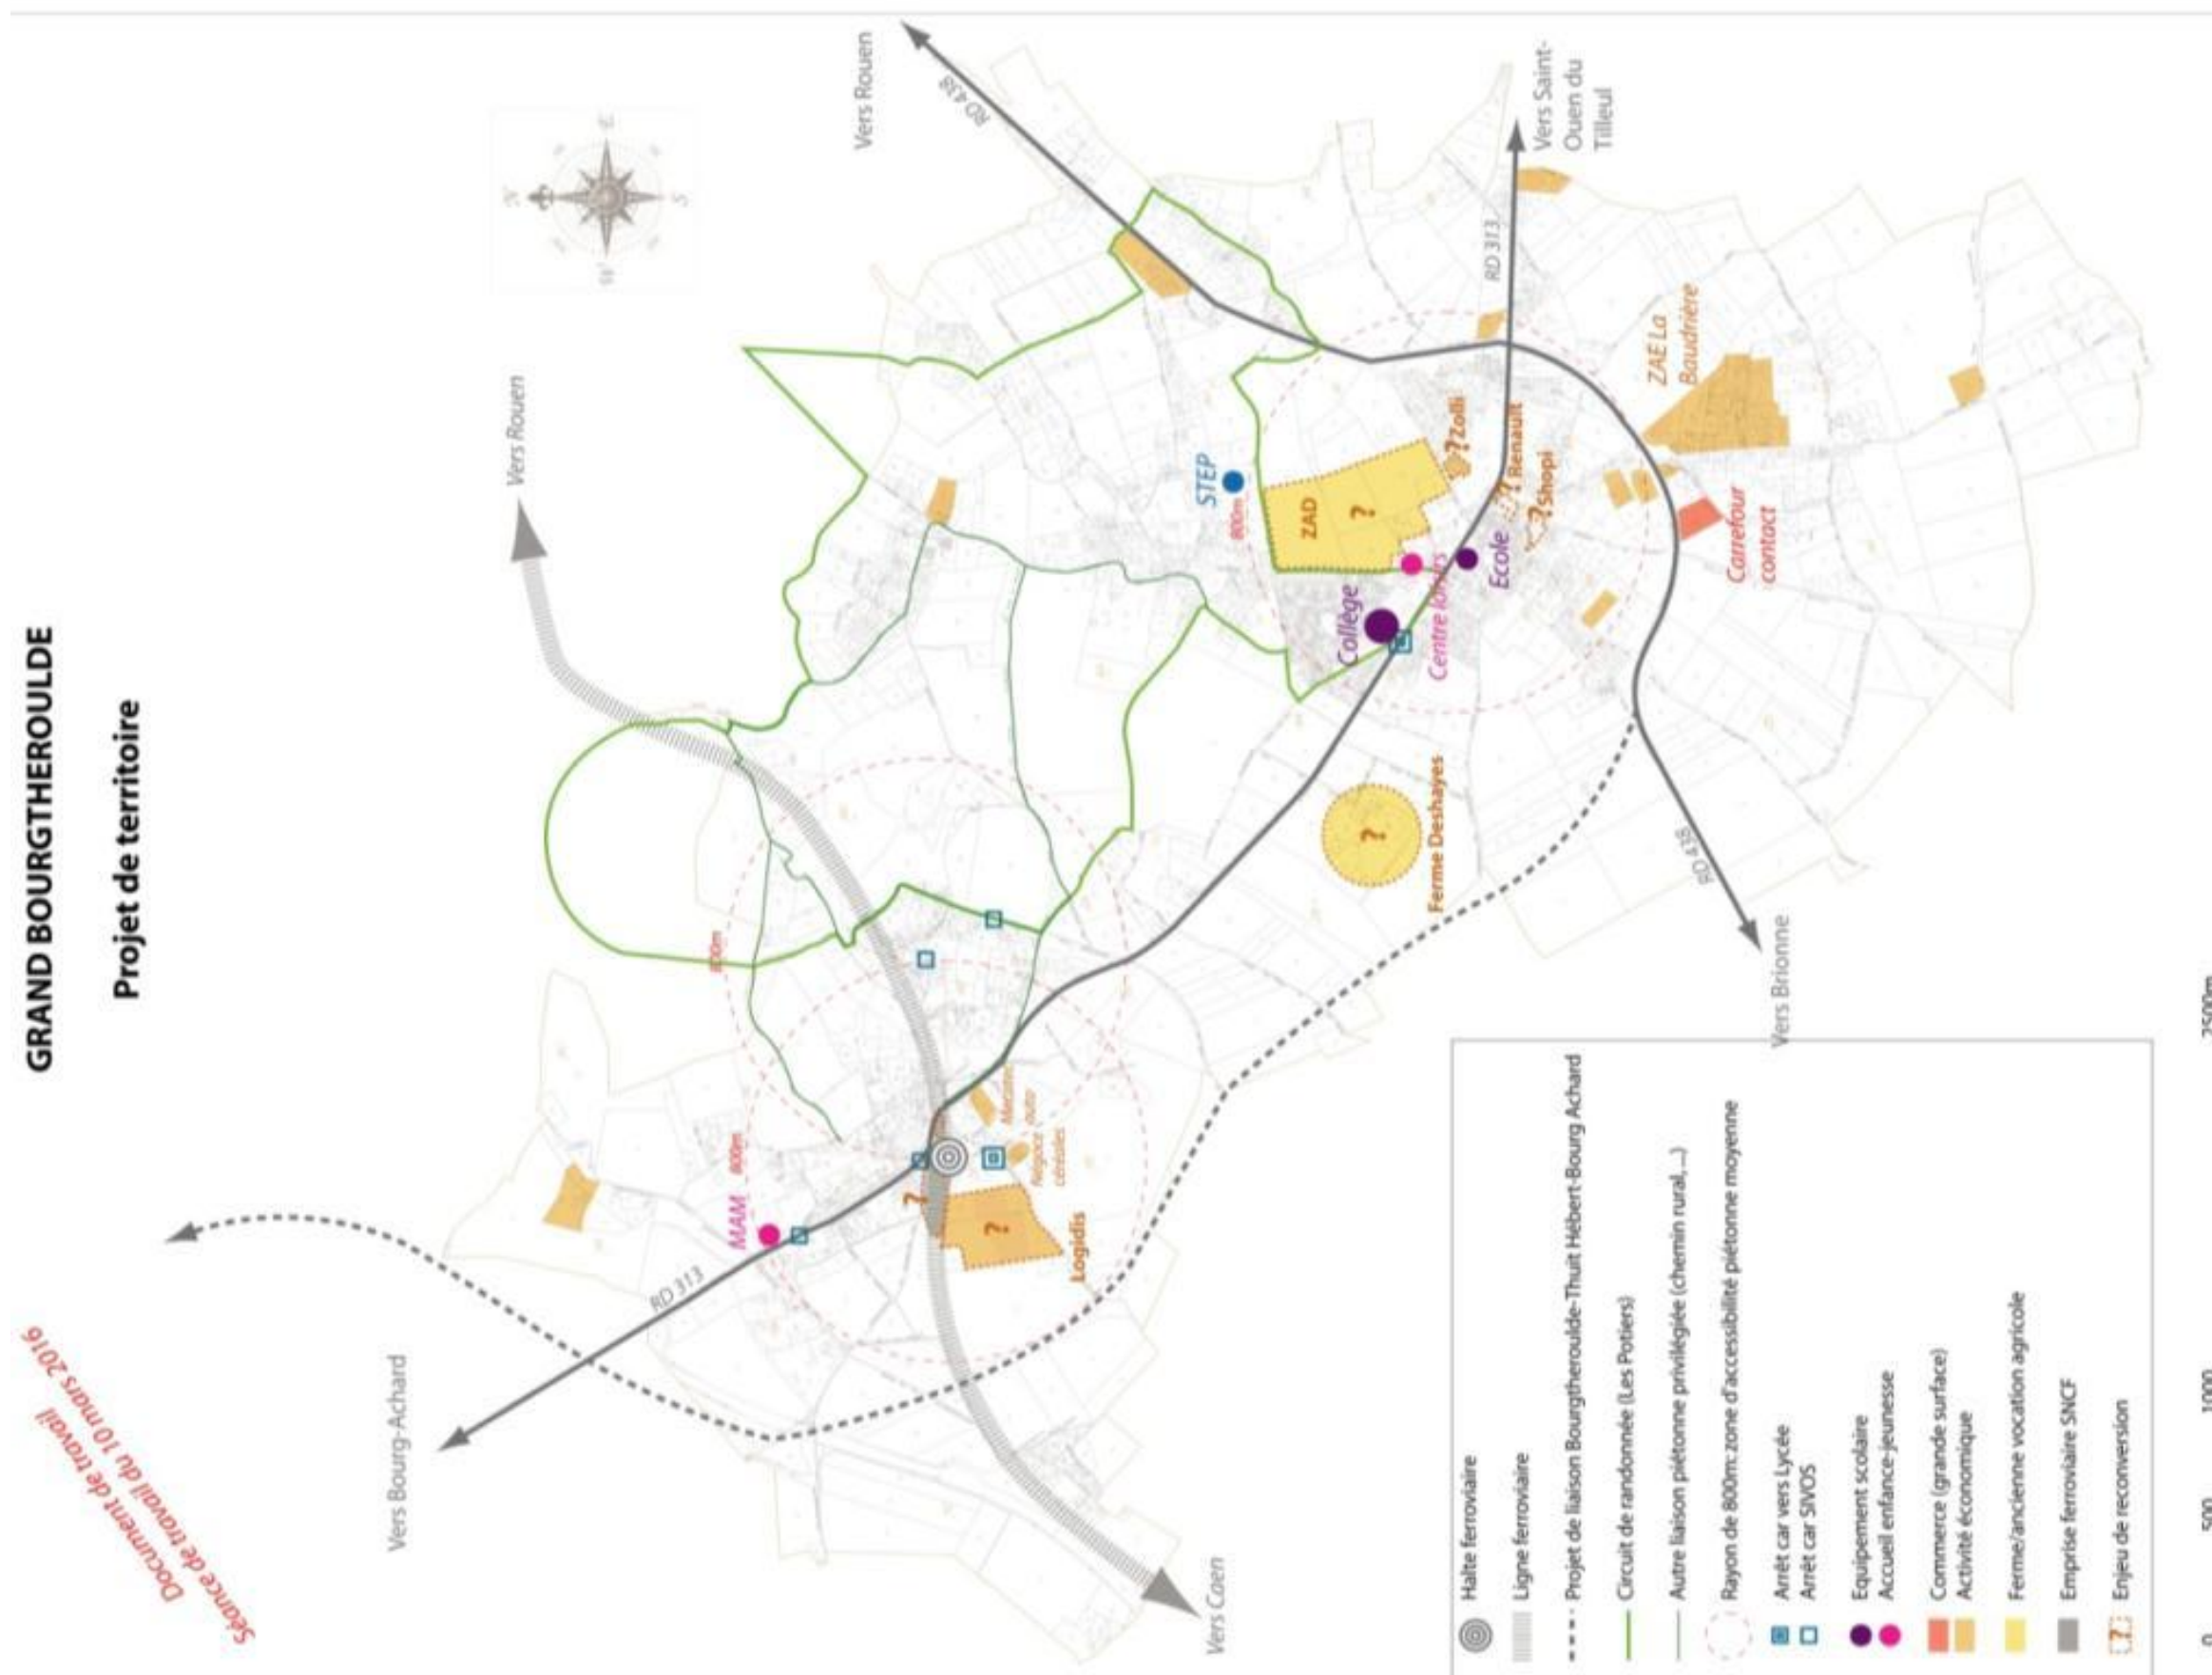 GRAND BOURGTHEROULDE
Projet de territoire
Document de travail
Séance de travail du 10 mars 2016
Vers Rouen
Vers Rouen
RD 438
N
E
S
W
Vers Saint-
Ouen du
Tilleul
RD 313
STEP
800m
ZAD
?
?
Zolli
?
Renault
?
Shopi
ZAE La
Baudrière
Carrefour
contact
Collège
Centre loisirs
Ecole
?
Ferme Deshayes
RD 438
Vers Brionne
800m
800m
MAM
RD 313
Vers Bourg-Achard
?
?
Logidis
Négoce
céréales
auto
Vers Caen
Halte ferroviaire
Ligne ferroviaire
Projet de liaison Bourgtheroulde-Thuit Hébert-Bourg Achard
Circuit de randonnée (Les Potiers)
Autre liaison piétonne privilégiée (chemin rural,...)
Rayon de 800m: zone d'accessibilité piétonne moyenne
Arrêt car vers Lycée
Arrêt car SIVOS
Equipement scolaire
Accueil enfance-jeunesse
Commerce (grande surface)
Activité économique
Ferme/ancienne vocation agricole
Emprise ferroviaire SNCF
? Enjeu de reconversion
0 500 1000 2500m